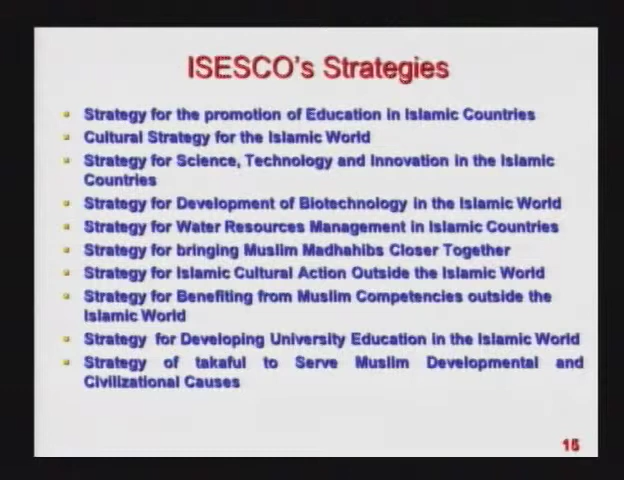 ISESCO's Strategies
Strategy for the promotion of Education in Islamic Countries
Cultural Strategy for the Islamic World
Strategy for Science, Technology and Innovation in the Islamic
Countries
Strategy for Development of Biotechnology in the Islamic World
Strategy for Water Resources Management in Islamic Countries
Strategy for bringing Muslim Madhahibs Closer Together
Strategy for Islamic Cultural Action Outside the Islamic World
Strategy for Benefiting from Muslim Competencies outside the
Islamic World
Strategy for Developing University Education in the Islamic World
Strategy of takaful to Serve Muslim Developmental and
Civilizational Causes